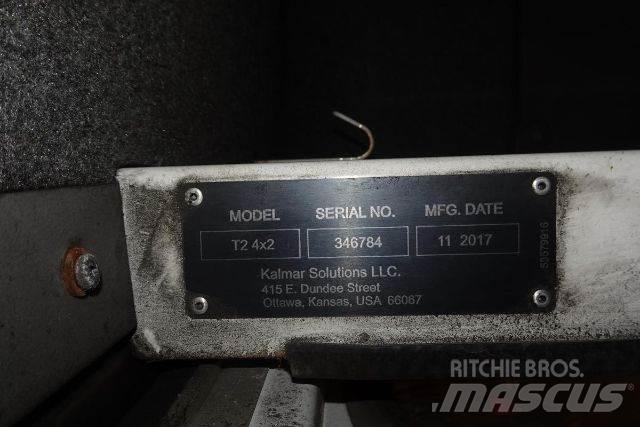 MODEL SERIAL NO. MFG. DATE
T2 4x2 346784 11 2017
Kalmar Solutions LLC.
415 E. Dundee Street
Ottawa, Kansas, USA 66067
53579916
RITCHIE BROS.
MASCUS